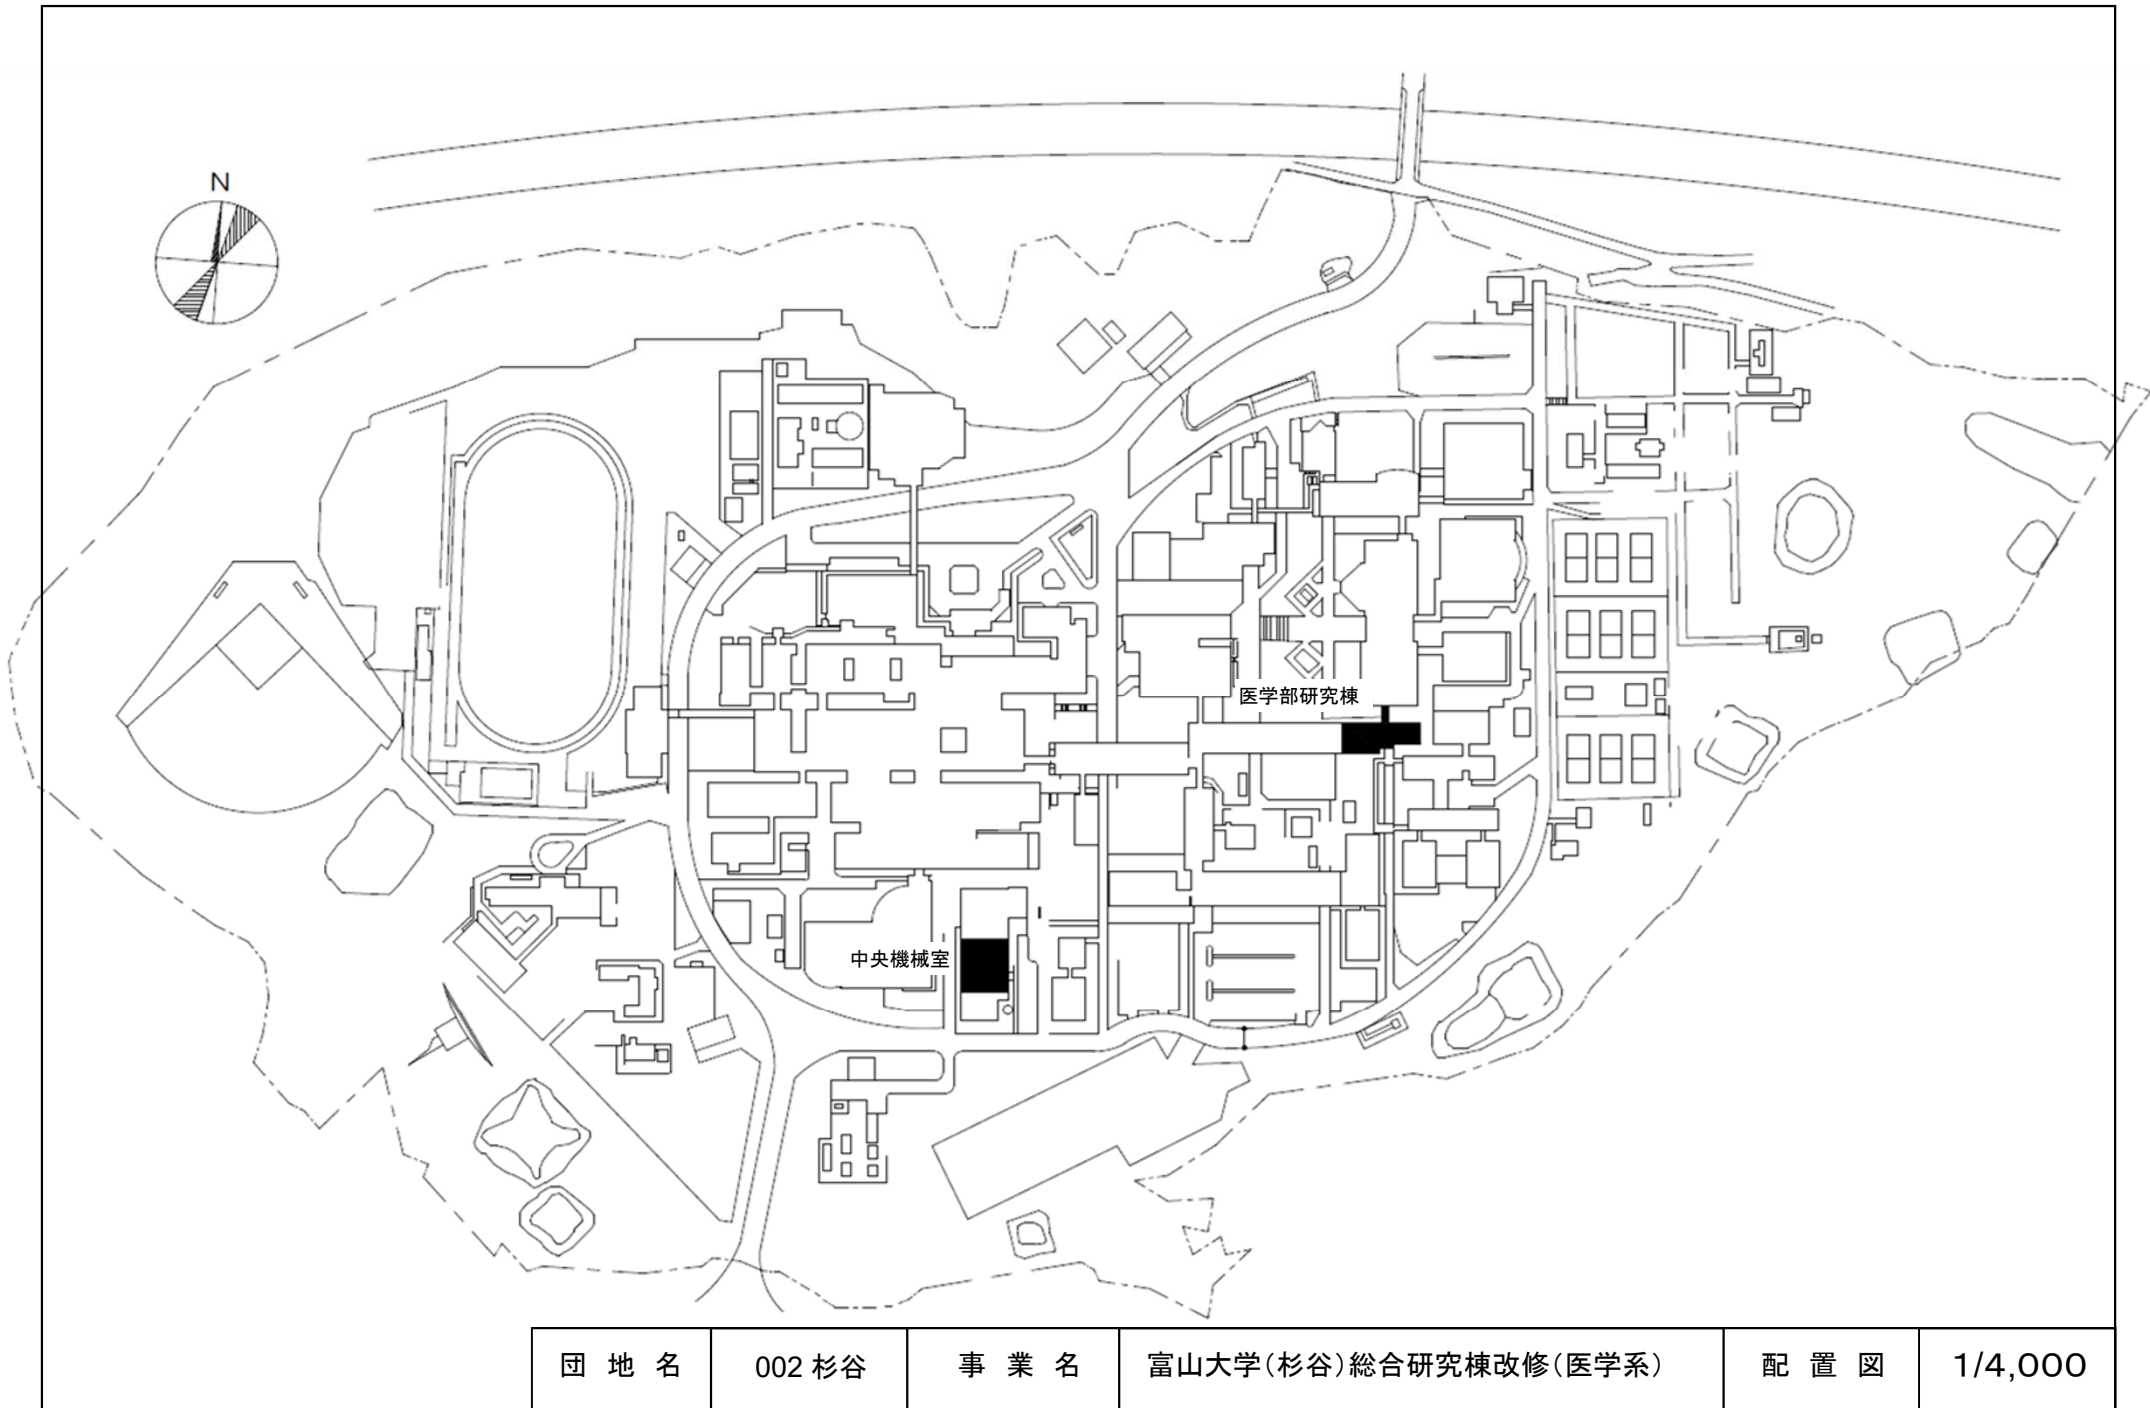 N
医学部研究棟
中央機械室
団地名 002 杉谷 事業名 富山大学(杉谷)総合研究棟改修(医学系) 配置図 1/4,000